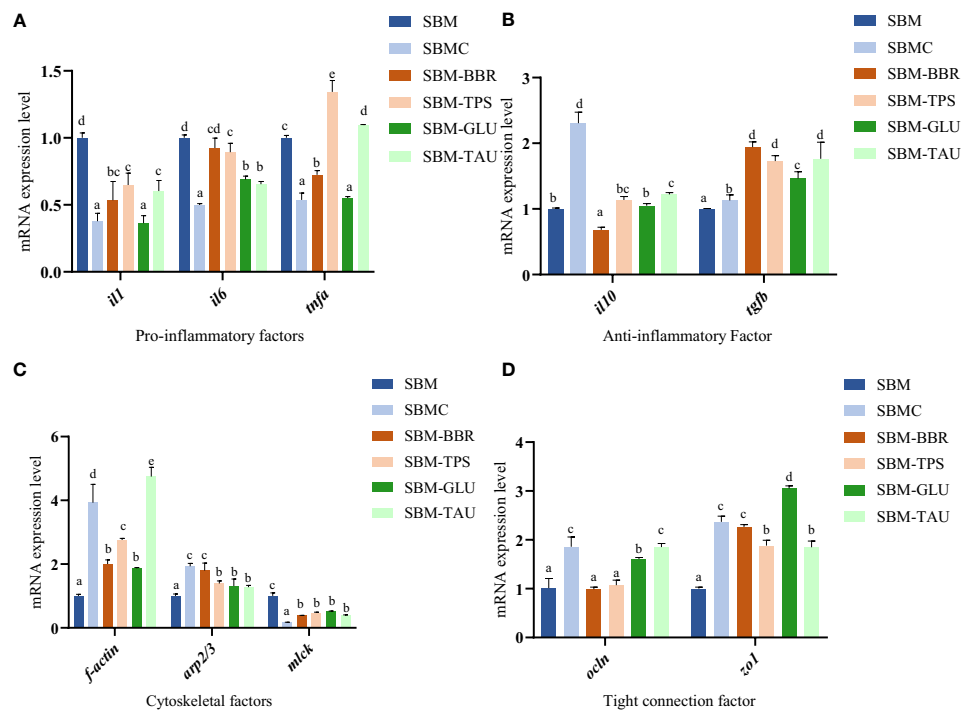 A
SBM
SBMC
SBM-BBR
SBM-TPS
SBM-GLU
SBM-TAU
mRNA expression level
1.5
1.0
0.5
0.0
d a bc c a c
d a cd c b b
c a b e a d
il1 il6 tnfa
Pro-inflammatory factors
B
SBM
SBMC
SBM-BBR
SBM-TPS
SBM-GLU
SBM-TAU
mRNA expression level
3
2
1
0
b d a bc b c
a b d d c d
il10 tgfb
Anti-inflammatory Factor
C
SBM
SBMC
SBM-BBR
SBM-TPS
SBM-GLU
SBM-TAU
mRNA expression level
6
4
2
0
a d b c b e
a c c b b b
c a b b b b
f-actin arp2/3 mlck
Cytoskeletal factors
D
SBM
SBMC
SBM-BBR
SBM-TPS
SBM-GLU
SBM-TAU
mRNA expression level
4
3
2
1
0
a c a a b c
a c c b d b
ocln zo1
Tight connection factor